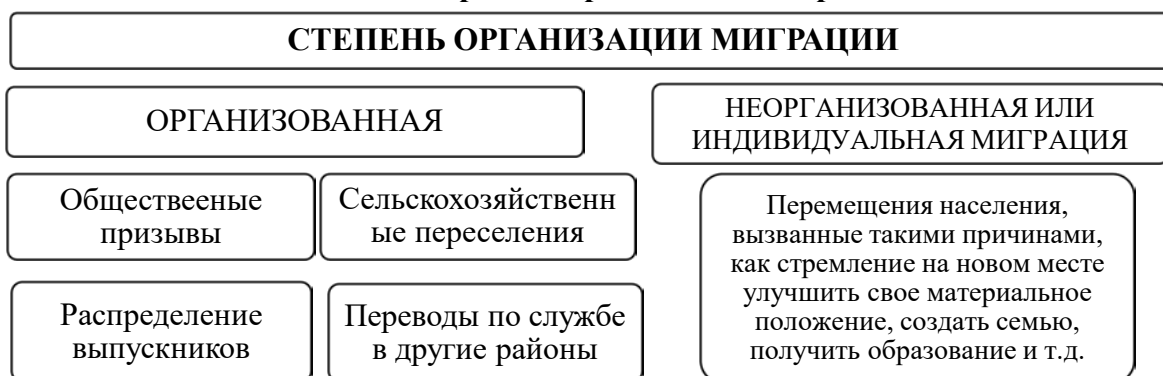 СТЕПЕНЬ ОРГАНИЗАЦИИ МИГРАЦИИ
ОРГАНИЗОВАННАЯ
НЕОРГАНИЗОВАННАЯ ИЛИ
ИНДИВИДУАЛЬНАЯ МИГРАЦИЯ
Обществееные
призывы
Сельскохозяйственн
ые переселения
Распределение
выпускников
Переводы по службе
в другие районы
Перемещения населения,
вызванные такими причинами,
как стремление на новом месте
улучшить свое материальное
положение, создать семью,
получить образование и т.д.